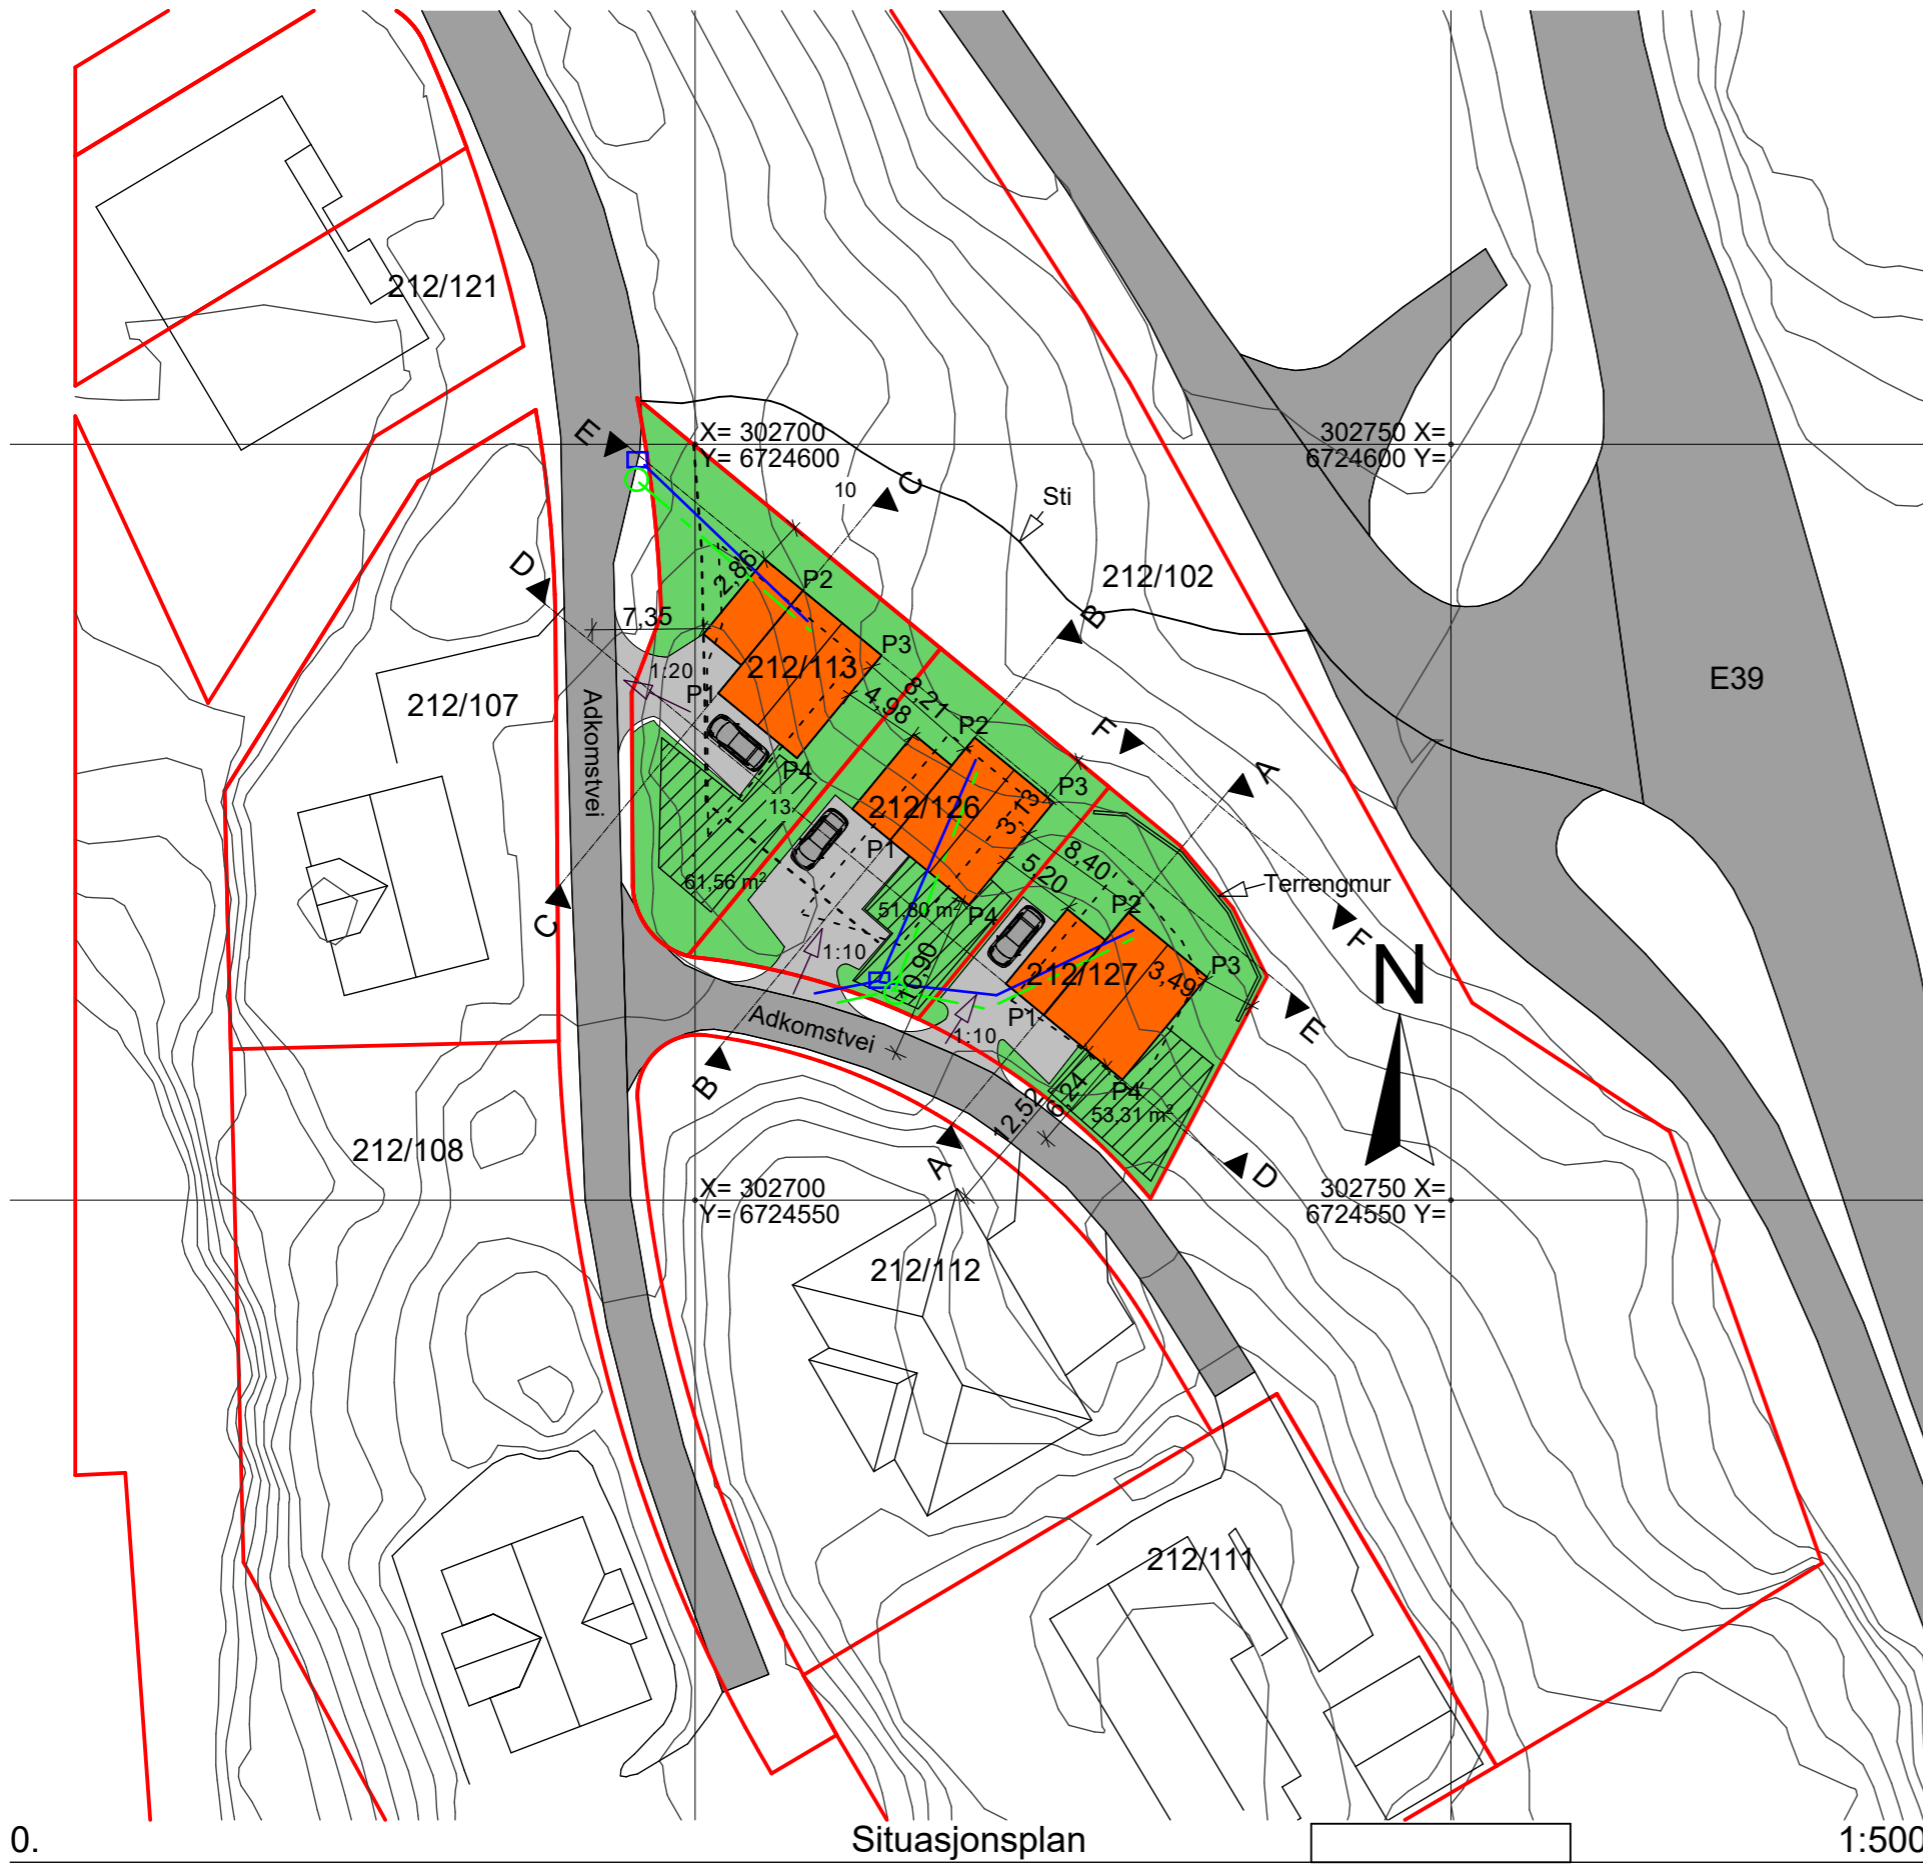 212/121
E
X= 302700
Y= 6724600
302750 X=
6724600 Y=
10
C
Sti
D
2,86
P2
212/102
7,35
B
P3
1:20
212/113
P1
8,21
4,98
E39
212/107
Adkomstvei
P2
F
A
P4
13
212/126
3,13
P3
P1
8,40
5,20
Terrengmur
61,56 m²
51,80 m²
P4
P2
C
F
1:10
10,90
212/127
3,49
P3
N
P1
Adkomstvei
1:10
E
B
6,24
P4
12,52
53,31 m²
212/108
A
D
X= 302700
Y= 6724550
302750 X=
6724550 Y=
212/112
212/111
0.
Situasjonsplan
1:500